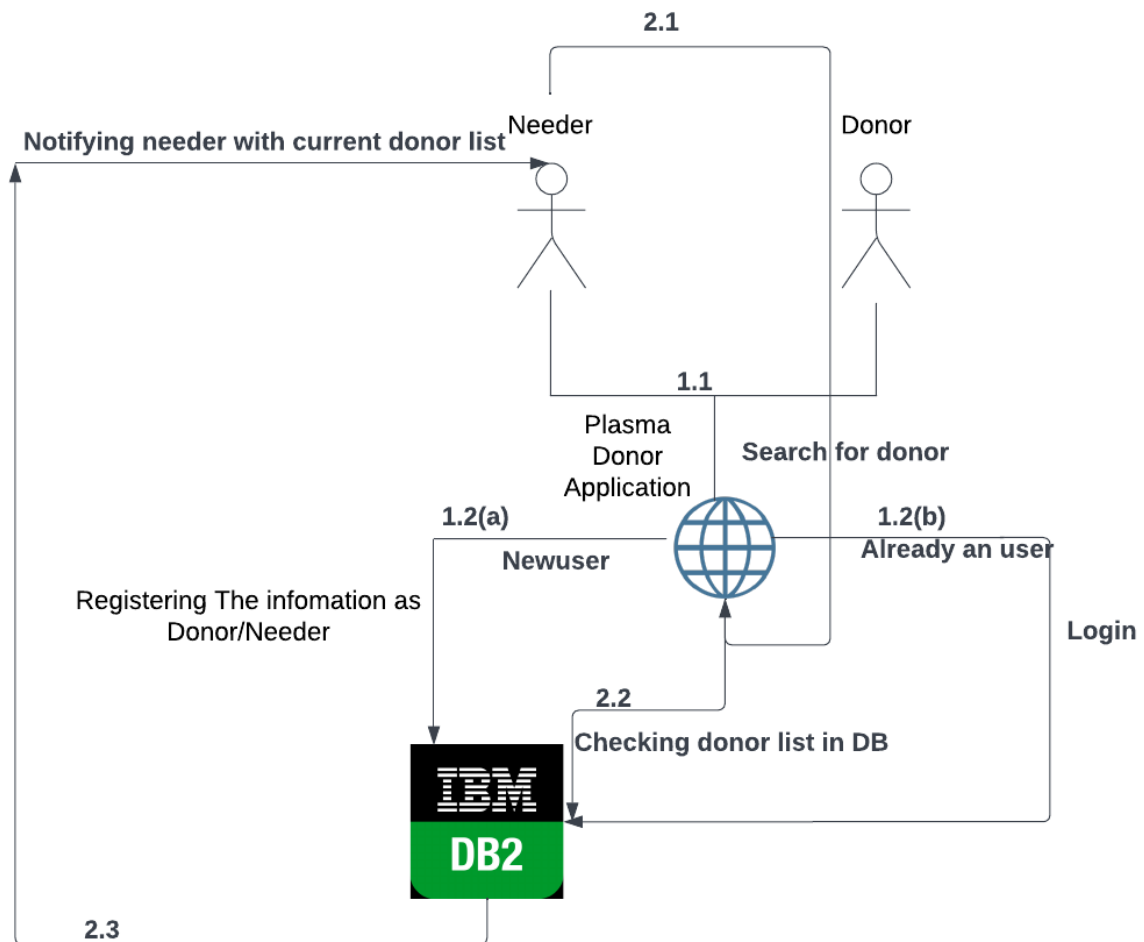 2.1
Needer
Donor
Notifying needer with current donor list
1.1
Plasma
Donor
Application
Search for donor
1.2(a)
1.2(b)
Newuser
Already an user
Registering The infomation as
Donor/Needer
Login
2.2
Checking donor list in DB
IBM
DB2
2.3